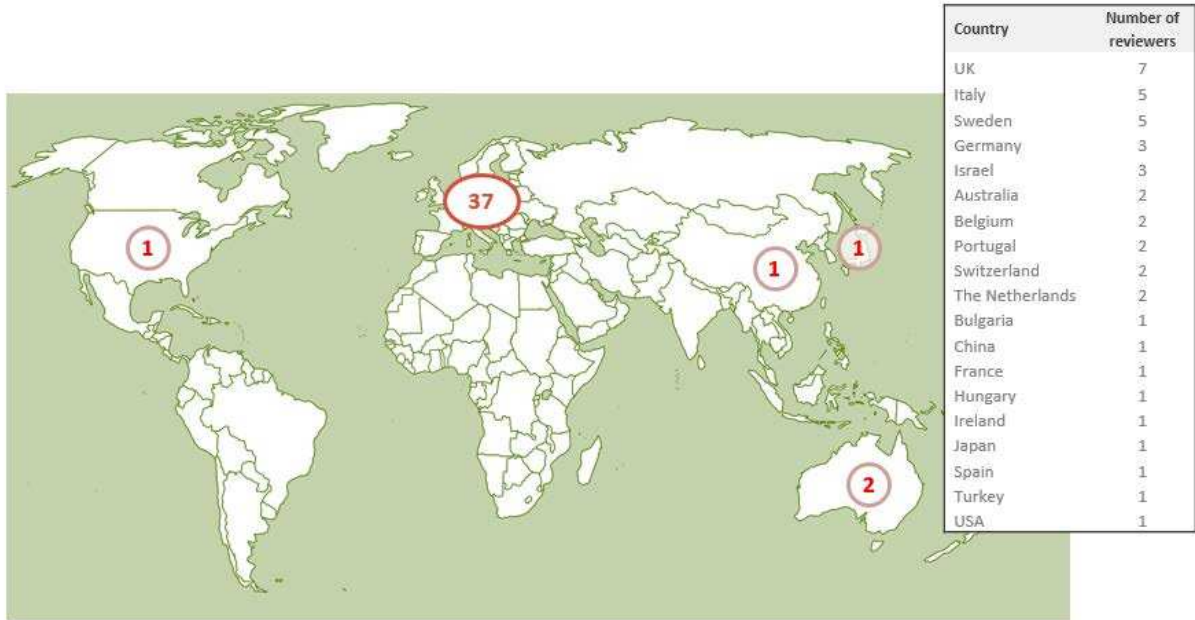 Country Number of reviewers
UK 7
Italy 5
Sweden 5
Germany 3
Israel 3
Australia 2
Belgium 2
Portugal 2
Switzerland 2
The Netherlands 2
Bulgaria 1
China 1
France 1
Hungary 1
Ireland 1
Japan 1
Spain 1
Turkey 1
USA 1
37
1
1
1
2